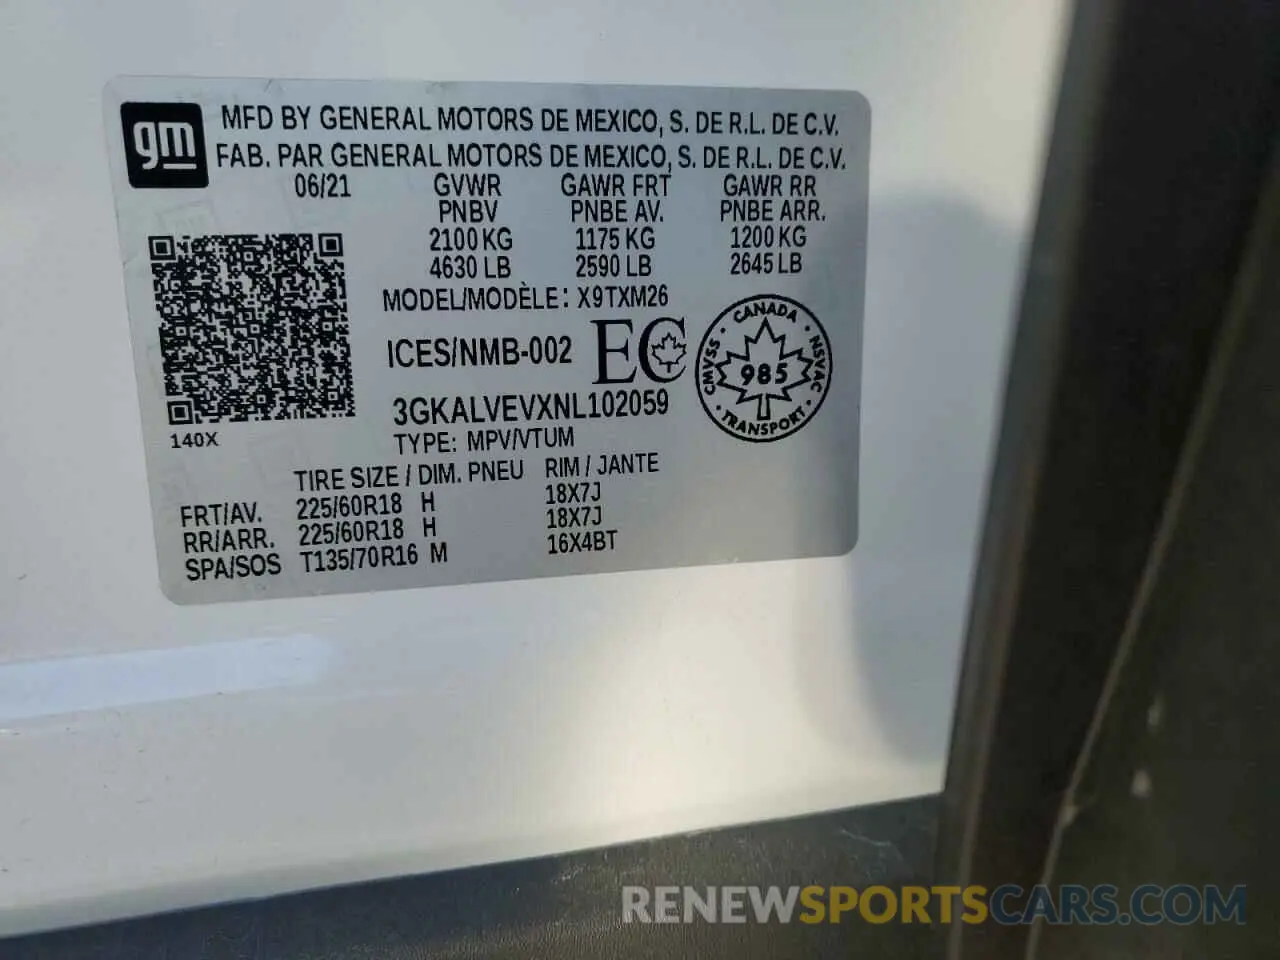 gm
MFD BY GENERAL MOTORS DE MEXICO, S. DE R.L. DE C.V.
FAB. PAR GENERAL MOTORS DE MEXICO, S. DE R.L. DE C.V.
06/21 GVWR GAWR FRT GAWR RR
PNBV PNBE AV. PNBE ARR.
2100 KG 1175 KG 1200 KG
4630 LB 2590 LB 2645 LB
MODEL/MODÈLE: X9TXM26
ICES/NMB-002 EC
CANADA
CMVSS 985 NSVAC
TRANSPORT
3GKALVEVXNL102059
140X
TYPE: MPV/VTUM
TIRE SIZE / DIM. PNEU RIM / JANTE
FRT/AV. 225/60R18 H 18X7J
RR/ARR. 225/60R18 H 18X7J
SPA/SOS T135/70R16 M 16X4BT
RENEWSPORTSCARS.COM